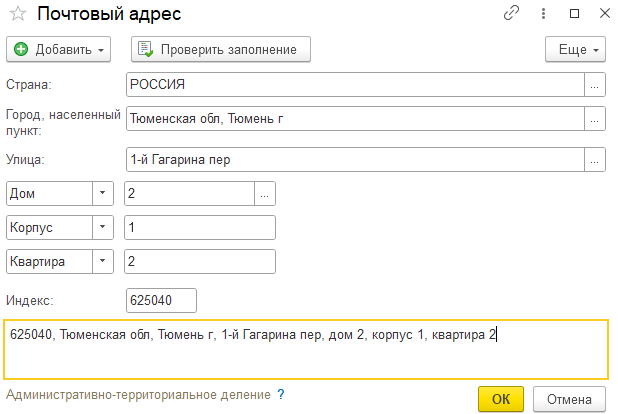 Почтовый адрес
Добавить
Проверить заполнение
Еще
Страна:
РОССИЯ
...
Город, населенный
пункт:
Тюменская обл, Тюмень г
...
Улица:
1-й Гагарина пер
...
Дом
2
...
Корпус
1
Квартира
2
Индекс:
625040
625040, Тюменская обл, Тюмень г, 1-й Гагарина пер, дом 2, корпус 1, квартира 2
Административно-территориальное деление ?
ОК
Отмена